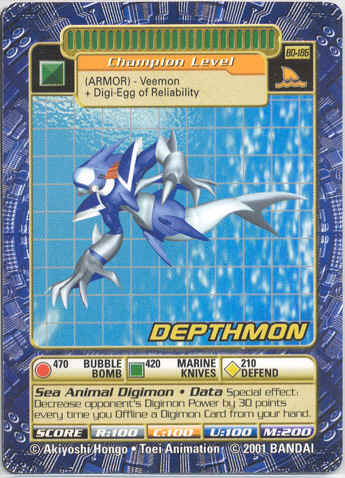 Champion Level
BO-186
(ARMOR) - Veemon
+ Digi-Egg of Reliability
DEPTHMON
470 BUBBLE BOMB
420 MARINE KNIVES
210 DEFEND
Sea Animal Digimon • Data Special effect:
Decrease opponent's Digimon Power by 30 points
every time you Offline a Digimon Card from your hand.
SCORE R:100 C:100 U:100 M:200
© Akiyoshi Hongo • Toei Animation © 2001 BANDAI